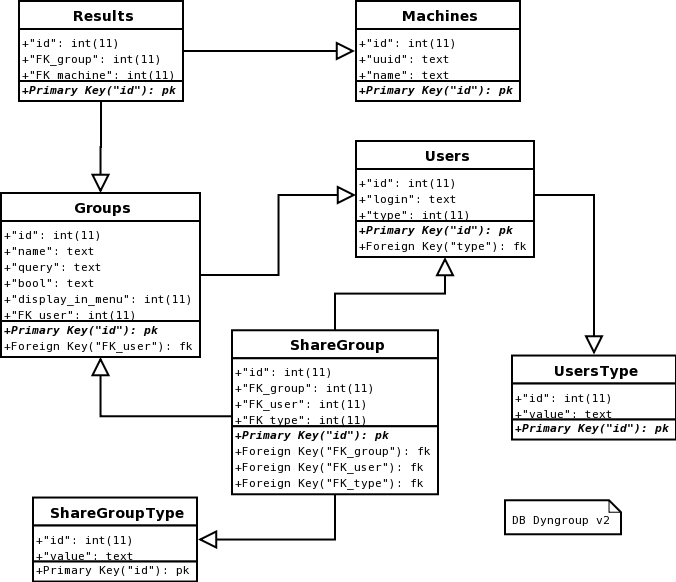 Results
+"id": int(11)
+"FK_group": int(11)
+"FK_machine": int(11)
+Primary Key("id"): pk
Machines
+"id": int(11)
+"uuid": text
+"name": text
+Primary Key("id"): pk
Users
+"id": int(11)
+"login": text
+"type": int(11)
+Primary Key("id"): pk
+Foreign Key("type"): fk
Groups
+"id": int(11)
+"name": text
+"query": text
+"bool": text
+"display_in_menu": int(11)
+"FK_user": int(11)
+Primary Key("id"): pk
+Foreign Key("FK_user"): fk
ShareGroup
+"id": int(11)
+"FK_group": int(11)
+"FK_user": int(11)
+"FK_type": int(11)
+Primary Key("id"): pk
+Foreign Key("FK_group"): fk
+Foreign Key("FK_user"): fk
+Foreign Key("FK_type"): fk
UsersType
+"id": int(11)
+"value": text
+Primary Key("id"): pk
ShareGroupType
+"id": int(11)
+"value": text
+Primary Key("id"): pk
DB Dyngroup v2